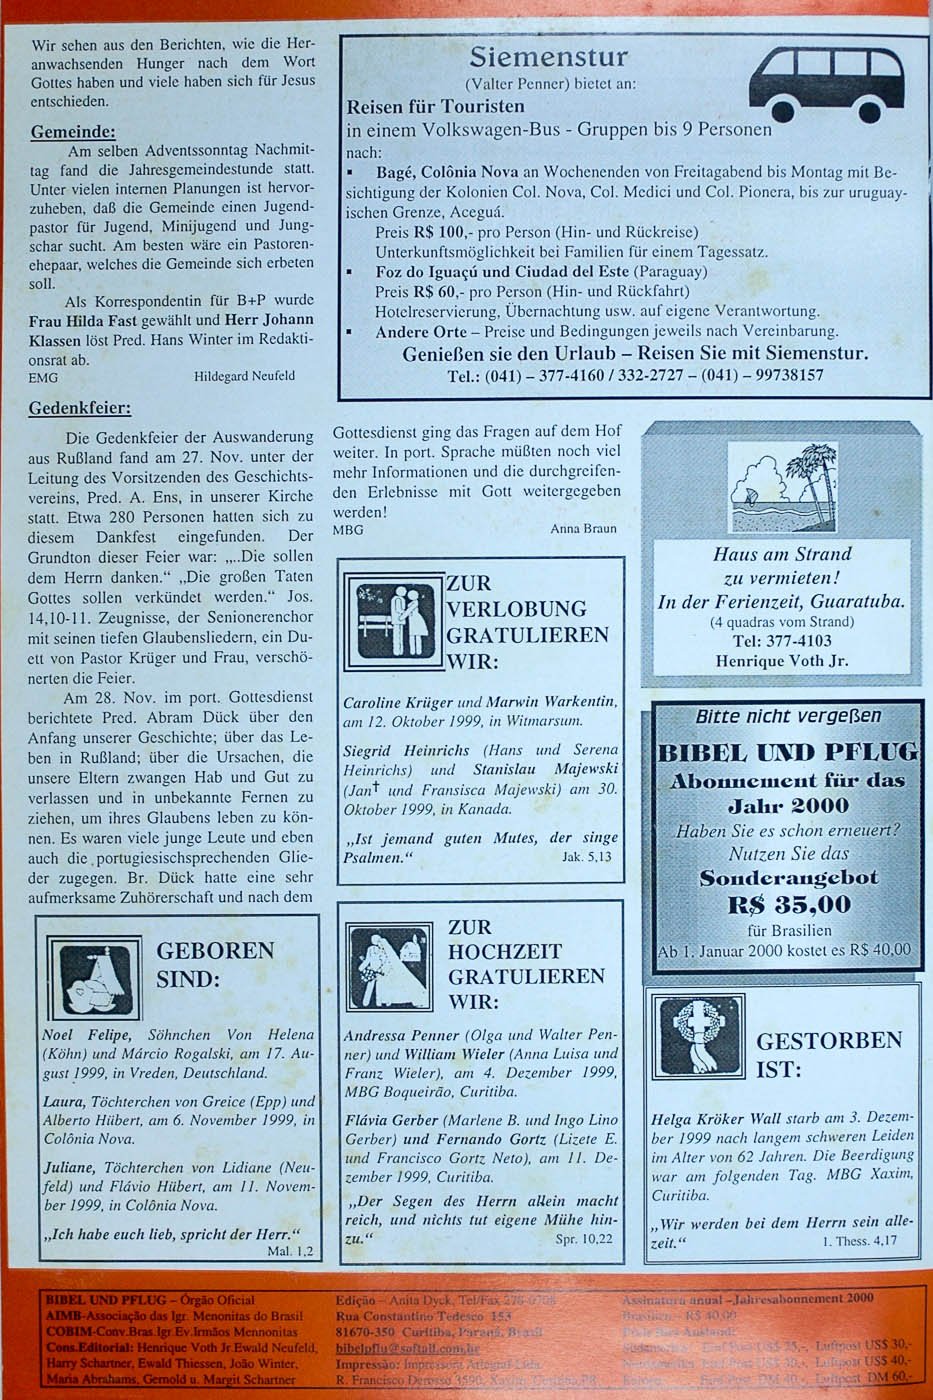 Wir sehen aus den Berichten, wie die Her-
anwachsenden Hunger nach dem Wort
Gottes haben und viele haben sich für Jesus
entschieden.
Gemeinde:
Am selben Adventssonntag Nachmit-
tag fand die Jahresgemeindestunde statt.
Unter vielen internen Planungen ist hervor-
zuheben, daß die Gemeinde einen Jugend-
pastor für Jugend, Minijugend und Jung-
schar sucht. Am besten wäre ein Pastoren-
ehepaar, welches die Gemeinde sich erbeten
soll.
Als Korrespondentin für B+P wurde
Frau Hilda Fast gewählt und Herr Johann
Klassen löst Pred. Hans Winter im Redakti-
onsrat ab.
EMG Hildegard Neufeld
Siemenstur
(Valter Penner) bietet an:
Reisen für Touristen
in einem Volkswagen-Bus - Gruppen bis 9 Personen
nach:
▪ Bagé, Colônia Nova an Wochenenden von Freitagabend bis Montag mit Be-
sichtigung der Kolonien Col. Nova, Col. Medici und Col. Pionera, bis zur uruguay-
ischen Grenze, Aceguá.
Preis R$ 100,- pro Person (Hin- und Rückreise)
Unterkunftsmöglichkeit bei Familien für einem Tagessatz.
▪ Foz do Iguaçú und Ciudad del Este (Paraguay)
Preis R$ 60,- pro Person (Hin- und Rückfahrt)
Hotelreservierung, Übernachtung usw. auf eigene Verantwortung.
▪ Andere Orte – Preise und Bedingungen jeweils nach Vereinbarung.
Genießen sie den Urlaub – Reisen Sie mit Siemenstur.
Tel.: (041) – 377-4160 / 332-2727 – (041) – 99738157
Gedenkfeier:
Die Gedenkfeier der Auswanderung
aus Rußland fand am 27. Nov. unter der
Leitung des Vorsitzenden des Geschichts-
vereins, Pred. A. Ens, in unserer Kirche
statt. Etwa 280 Personen hatten sich zu
diesem Dankfest eingefunden. Der
Grundton dieser Feier war: „..Die sollen
dem Herrn danken.“ „Die großen Taten
Gottes sollen verkündet werden.“ Jos.
14,10-11. Zeugnisse, der Seniorenenchor
mit seinen tiefen Glaubensliedern, ein Du-
ett von Pastor Krüger und Frau, verschö-
nerten die Feier.
Am 28. Nov. im port. Gottesdienst
berichtete Pred. Abram Dück über den
Anfang unserer Geschichte; über das Le-
ben in Rußland; über die Ursachen, die
unsere Eltern zwangen Hab und Gut zu
verlassen und in unbekannte Fernen zu
ziehen, um ihres Glaubens leben zu kön-
nen. Es waren viele junge Leute und eben
auch die portugiesischsprechenden Glie-
der zugegen. Br. Dück hatte eine sehr
aufmerksame Zuhörerschaft und nach dem
Gottesdienst ging das Fragen auf dem Hof
weiter. In port. Sprache müßten noch viel
mehr Informationen und die durchgreifen-
den Erlebnisse mit Gott weitergegeben
werden!
MBG Anna Braun
Haus am Strand
zu vermieten!
In der Ferienzeit, Guaratuba.
(4 quadras vom Strand)
Tel: 377-4103
Henrique Voth Jr.
ZUR
VERLOBUNG
GRATULIEREN
WIR:
Caroline Krüger und Marwin Warkentin,
am 12. Oktober 1999, in Witmarsum.
Siegrid Heinrichs (Hans und Serena
Heinrichs) und Stanislau Majewski
(Jan† und Fransisca Majewski) am 30.
Oktober 1999, in Kanada.
„Ist jemand guten Mutes, der singe
Psalmen.“ Jak. 5,13
Bitte nicht vergeßen
BIBEL UND PFLUG
Abonnement für das
Jahr 2000
Haben Sie es schon erneuert?
Nutzen Sie das
Sonderangebot
R$ 35,00
für Brasilien
Ab 1. Januar 2000 kostet es R$ 40,00
GEBOREN
SIND:
Noel Felipe, Söhnchen Von Helena
(Köhn) und Márcio Rogalski, am 17. Au-
gust 1999, in Vreden, Deutschland.
Laura, Töchterchen von Greice (Epp) und
Alberto Hübert, am 6. November 1999, in
Colônia Nova.
Juliane, Töchterchen von Lidiane (Neu-
feld) und Flávio Hübert, am 11. Novem-
ber 1999, in Colônia Nova.
„Ich habe euch lieb, spricht der Herr.“
Mal. 1,2
ZUR
HOCHZEIT
GRATULIEREN
WIR:
Andressa Penner (Olga und Walter Pen-
ner) und William Wieler (Anna Luisa und
Franz Wieler), am 4. Dezember 1999,
MBG Boqueirão, Curitiba.
Flávia Gerber (Marlene B. und Ingo Lino
Gerber) und Fernando Gortz (Lizete E.
und Francisco Gortz Neto), am 11. De-
zember 1999, Curitiba.
„Der Segen des Herrn allein macht
reich, und nichts tut eigene Mühe hin-
zu.“ Spr. 10,22
GESTORBEN
IST:
Helga Kröker Wall starb am 3. Dezem-
ber 1999 nach langem schweren Leiden
im Alter von 62 Jahren. Die Beerdigung
war am folgenden Tag. MBG Xaxim,
Curitiba.
„Wir werden bei dem Herrn sein alle-
zeit.“ 1. Thess. 4,17
BIBEL UND PFLUG – Órgão Oficial
AIMB-Associação das Igr. Menonitas do Brasil
COBIM-Conv.Bras.Igr.Ev.Irmãos Mennonitas
Cons.Editorial: Henrique Voth Jr.Ewald Neufeld,
Harry Schartner, Ewald Thiessen, João Winter,
Maria Abrahams, Gernold u. Margit Schartner
Edição – Anita Dyck, Tel/Fax 276-0708
Rua Constantino Tedesco 153
81670-350 Curitiba, Paraná, Brasil
bibelpflu@softall.com.br
Impressão: Impressora Artegraf Ltda.
R. Francisco Derosso 3590, Xaxim, Curitiba, PR
Assinatura anual –Jahresabonnement 2000
Brasilien - R$ 40,00
Ausland:
Luftpost US$ 30,-
Luftpost US$ 40,-
Luftpost DM 60,-